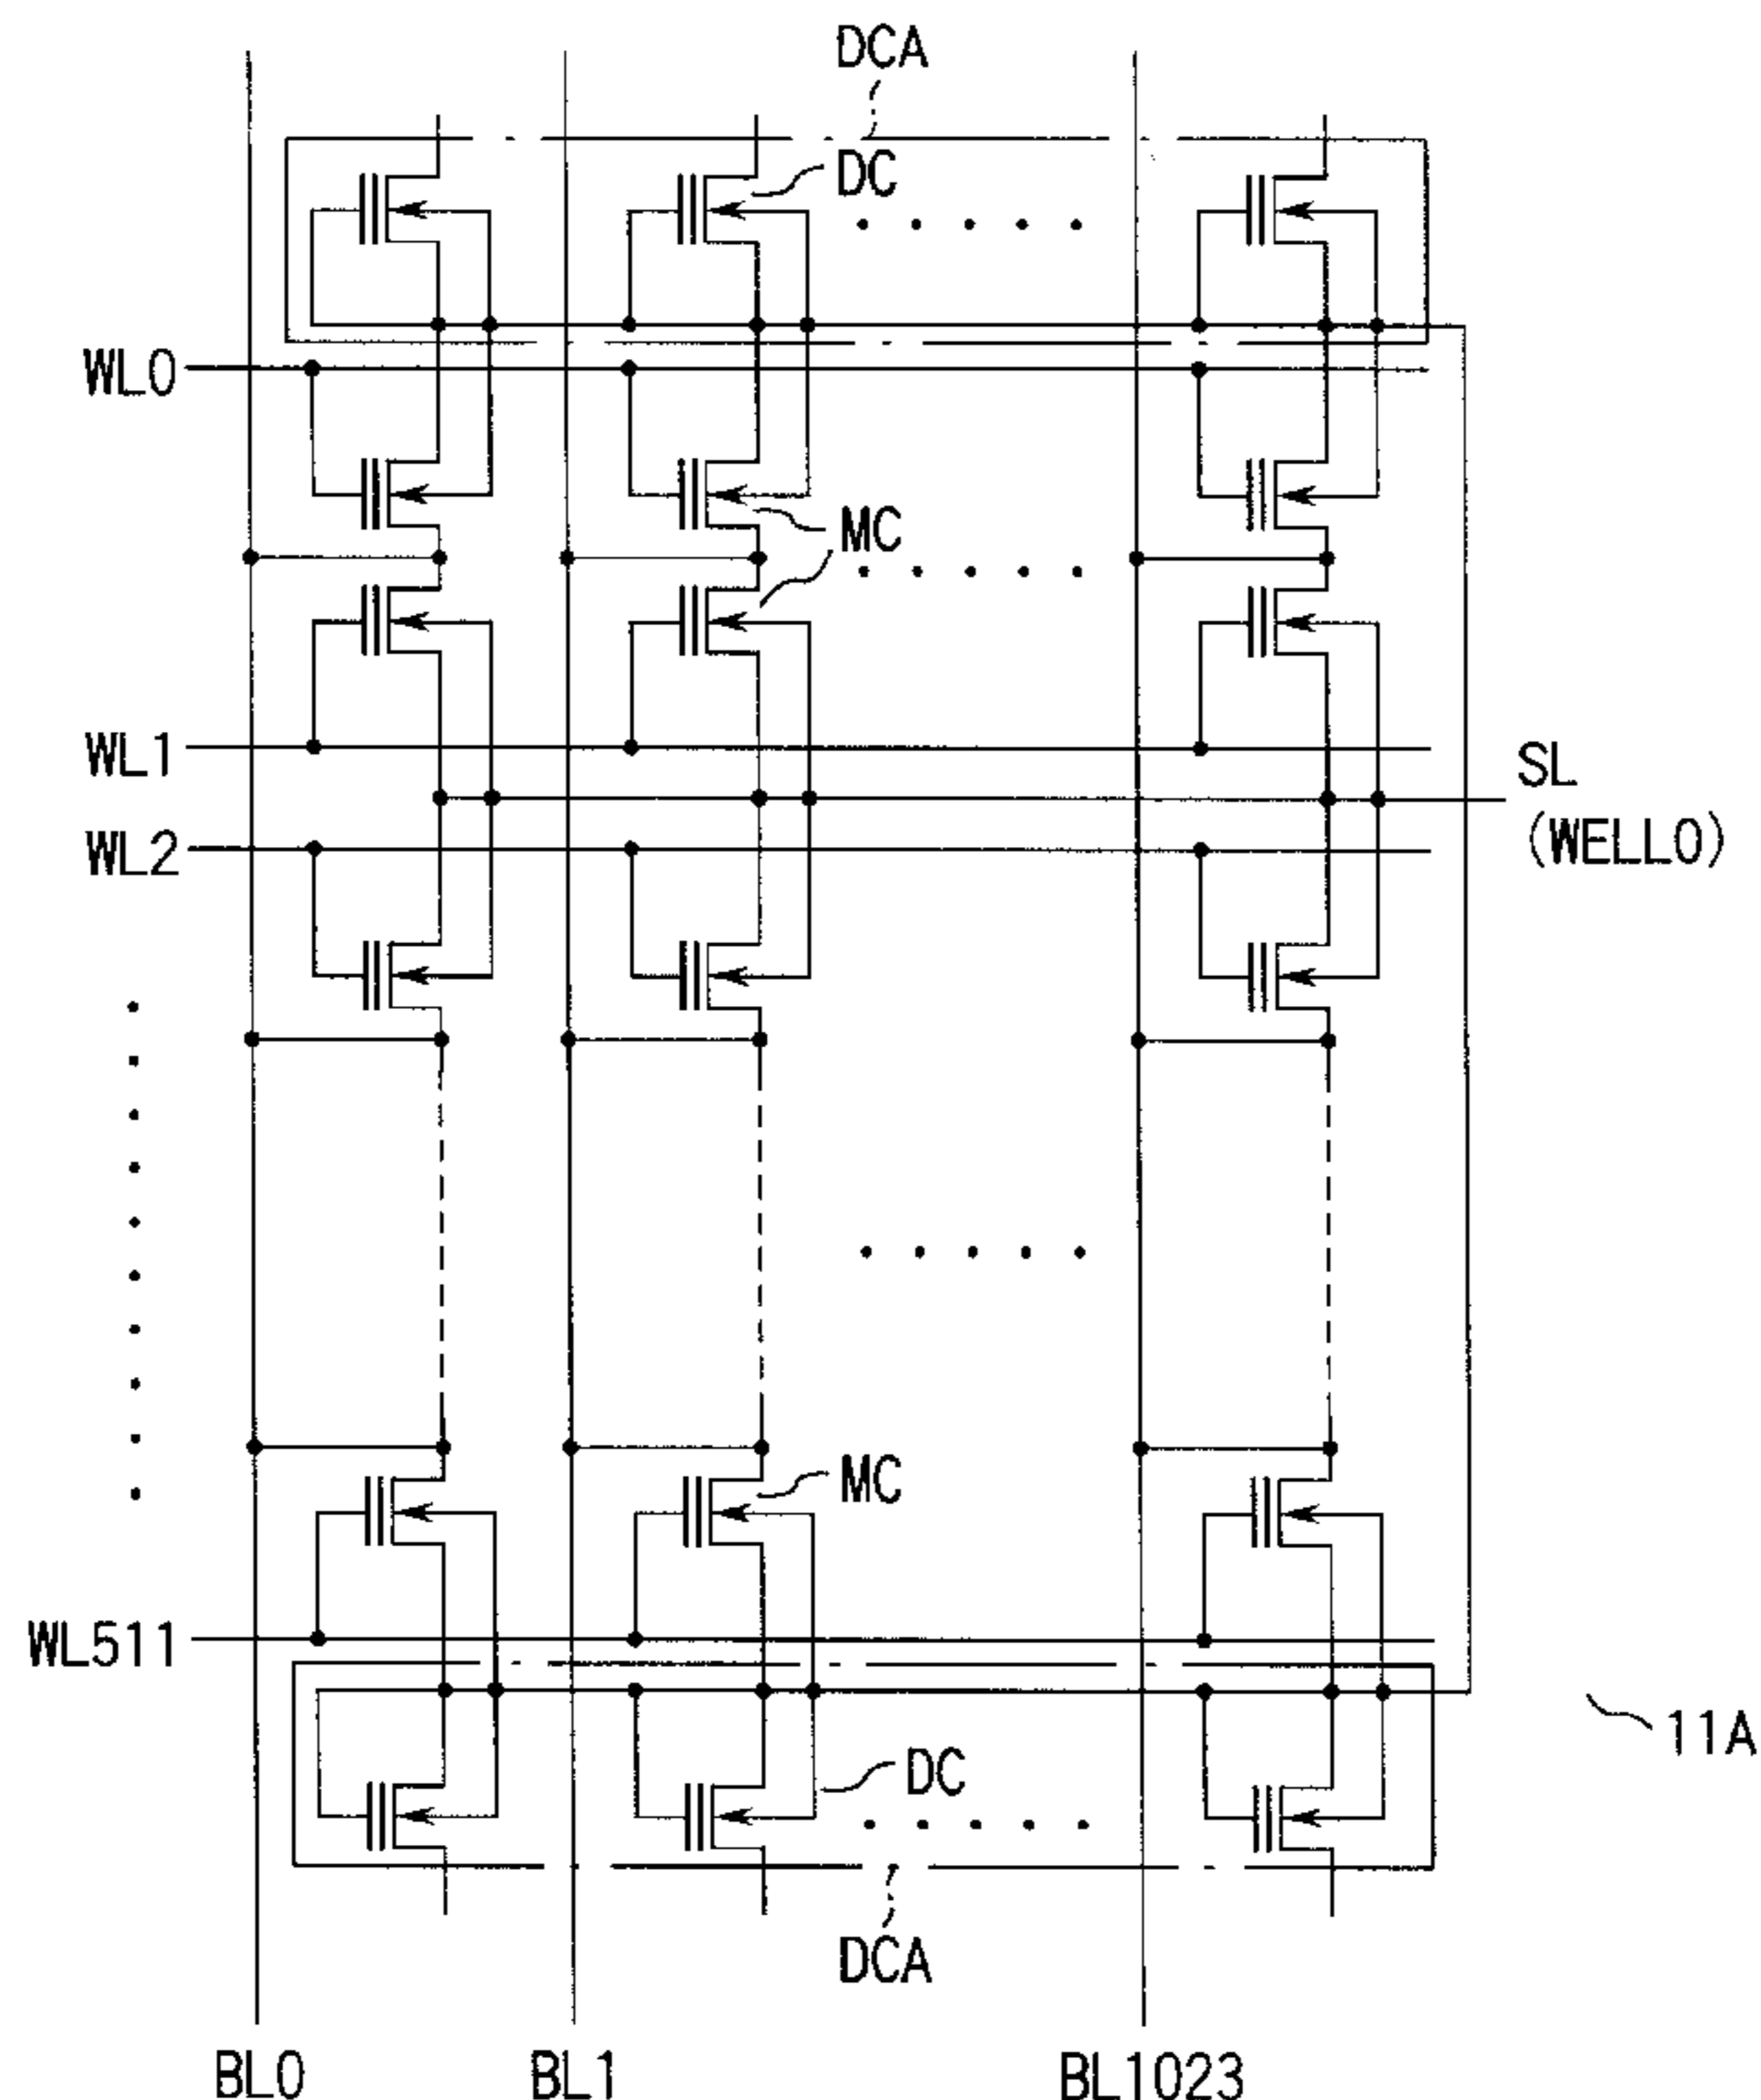 DCA
DC
WL0
MC
WL1
SL
(WELL0)
WL2
MC
WL511
11A
DC
DCA
BL0
BL1
BL1023